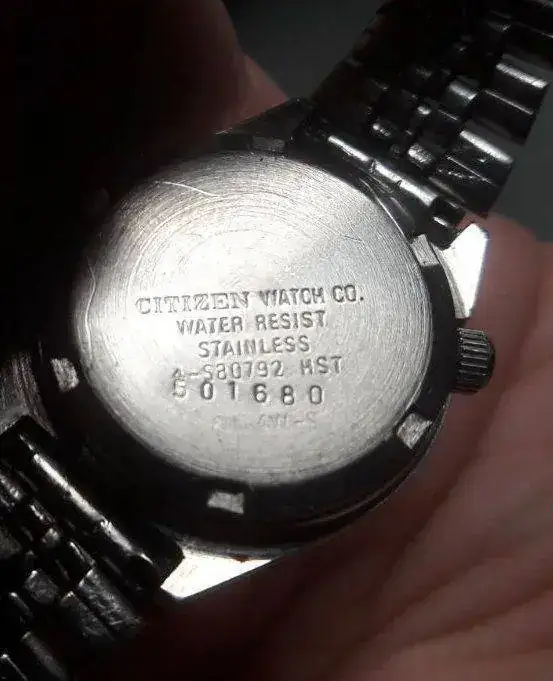 CITIZEN WATCH CO.
WATER RESIST
STAINLESS
4-S80792 HST
501680